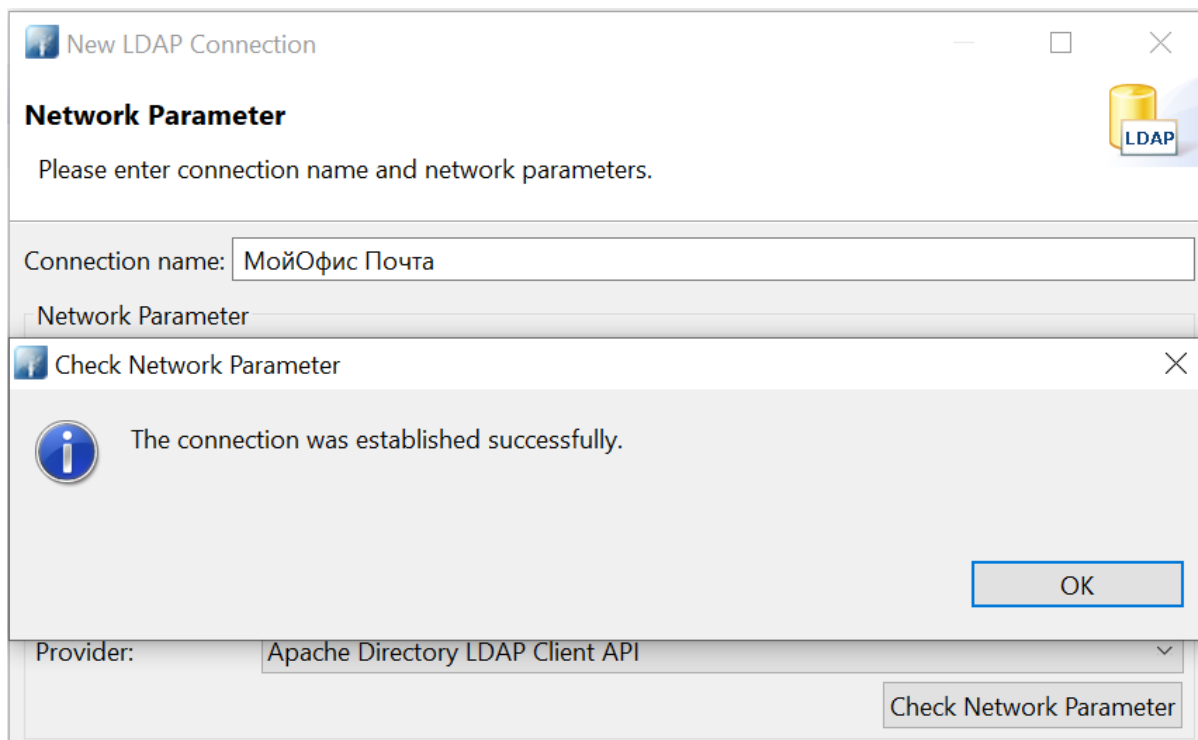 New LDAP Connection
Network Parameter
LDAP
Please enter connection name and network parameters.
Connection name: МойОфис Почта
Network Parameter
Check Network Parameter
The connection was established successfully.
OK
Provider: Apache Directory LDAP Client API
Check Network Parameter